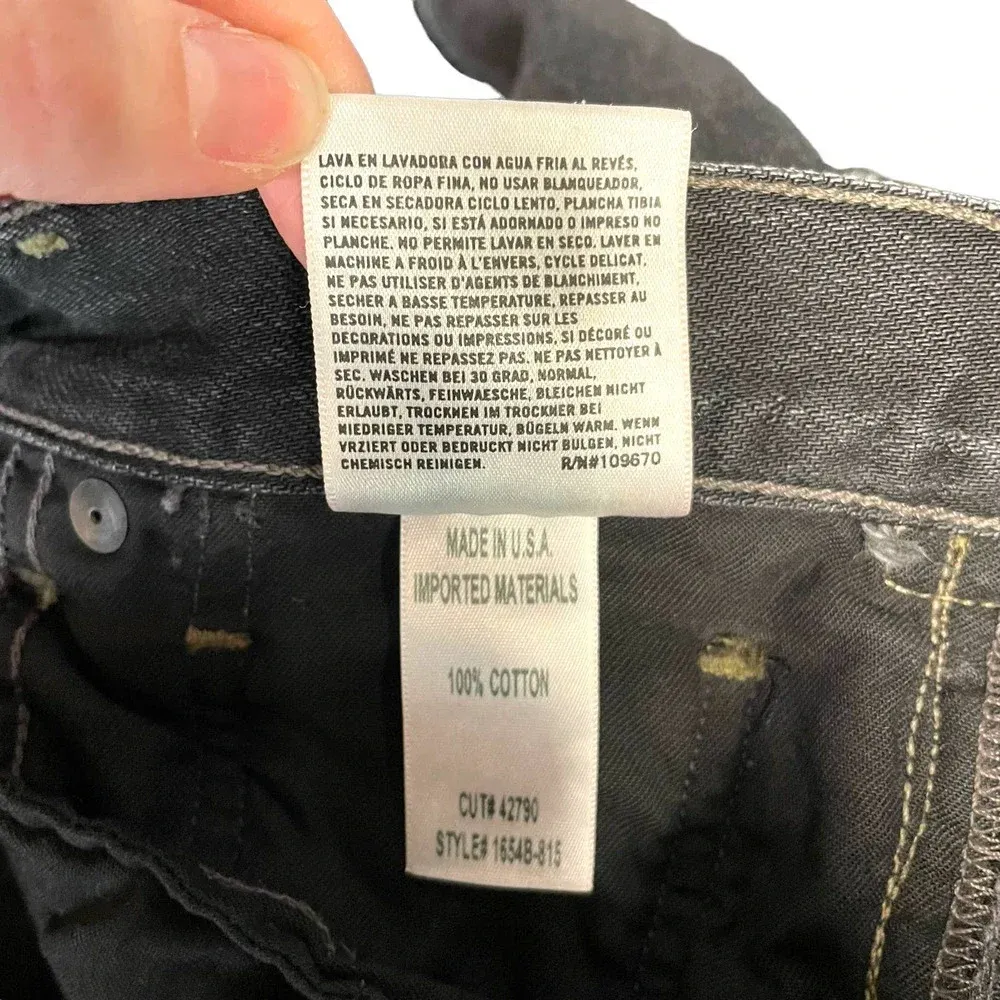 LAVA EN LAVADORA CON AGUA FRIA AL REVÉS,
CICLO DE ROPA FINA, NO USAR BLANQUEADOR,
SECA EN SECADORA CICLO LENTO, PLANCHA TIBIA
SI NECESARIO, SI ESTÁ ADORNADO O IMPRESO NO
PLANCHE. NO PERMITE LAVAR EN SECO. LAVER EN
MACHINE A FROID À L'ENVERS, CYCLE DELICAT.
NE PAS UTILISER D'AGENTS DE BLANCHIMENT,
SECHER A BASSE TEMPERATURE, REPASSER AU
BESOIN, NE PAS REPASSER SUR LES
DECORATIONS OU IMPRESSIONS, SI DÉCORÉ OU
IMPRIMÉ NE REPASSEZ PAS. NE PAS NETTOYER À
SEC. WASCHEN BEI 30 GRAD, NORMAL,
RÜCKWÄRTS, FEINWAESCHE, BLEICHEN NICHT
ERLAUBT, TROCKNEN IM TROCKNER BEI
NIEDRIGER TEMPERATUR, BÜGELN WARM. WENN
VRZIERT ODER BEDRUCKT NICHT BULGEN, NICHT
CHEMISCH REINIGEN. R/N#109670
MADE IN U.S.A.
IMPORTED MATERIALS
100% COTTON
CUT# 42790
STYLE# 1654B-815